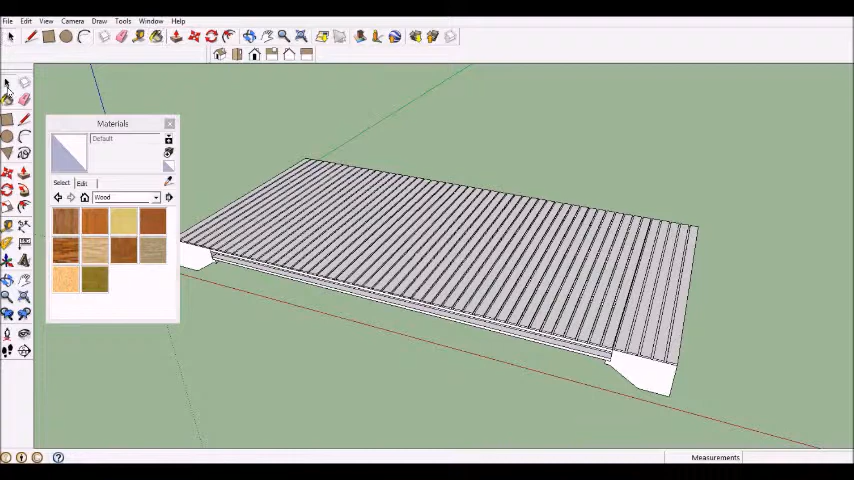 File Edit View Camera Draw Tools Window Help
Materials
Default
Select Edit
Wood
Measurements